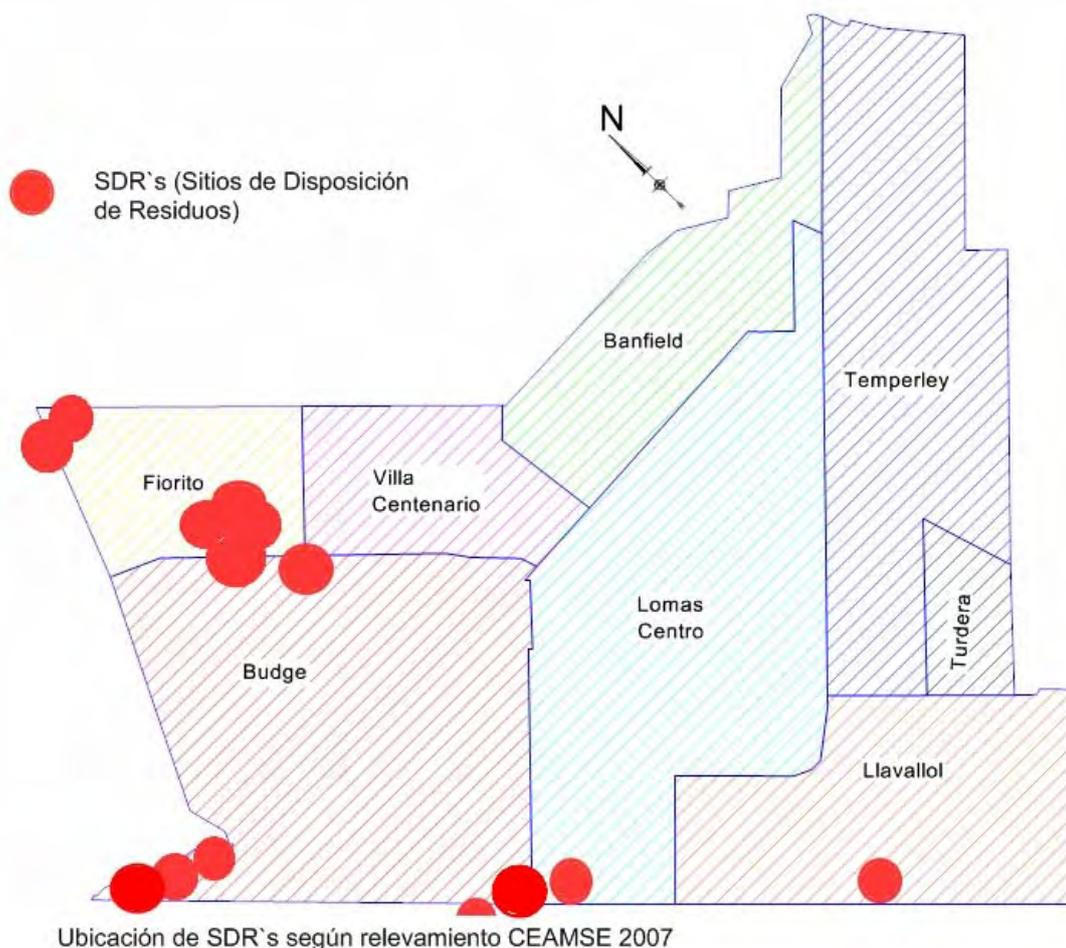 N
SDR`s (Sitios de Disposición
de Residuos)
Banfield
Temperley
Fiorito
Villa
Centenario
Lomas
Centro
Turdera
Budge
Llavallol
Ubicación de SDR`s según relevamiento CEAMSE 2007